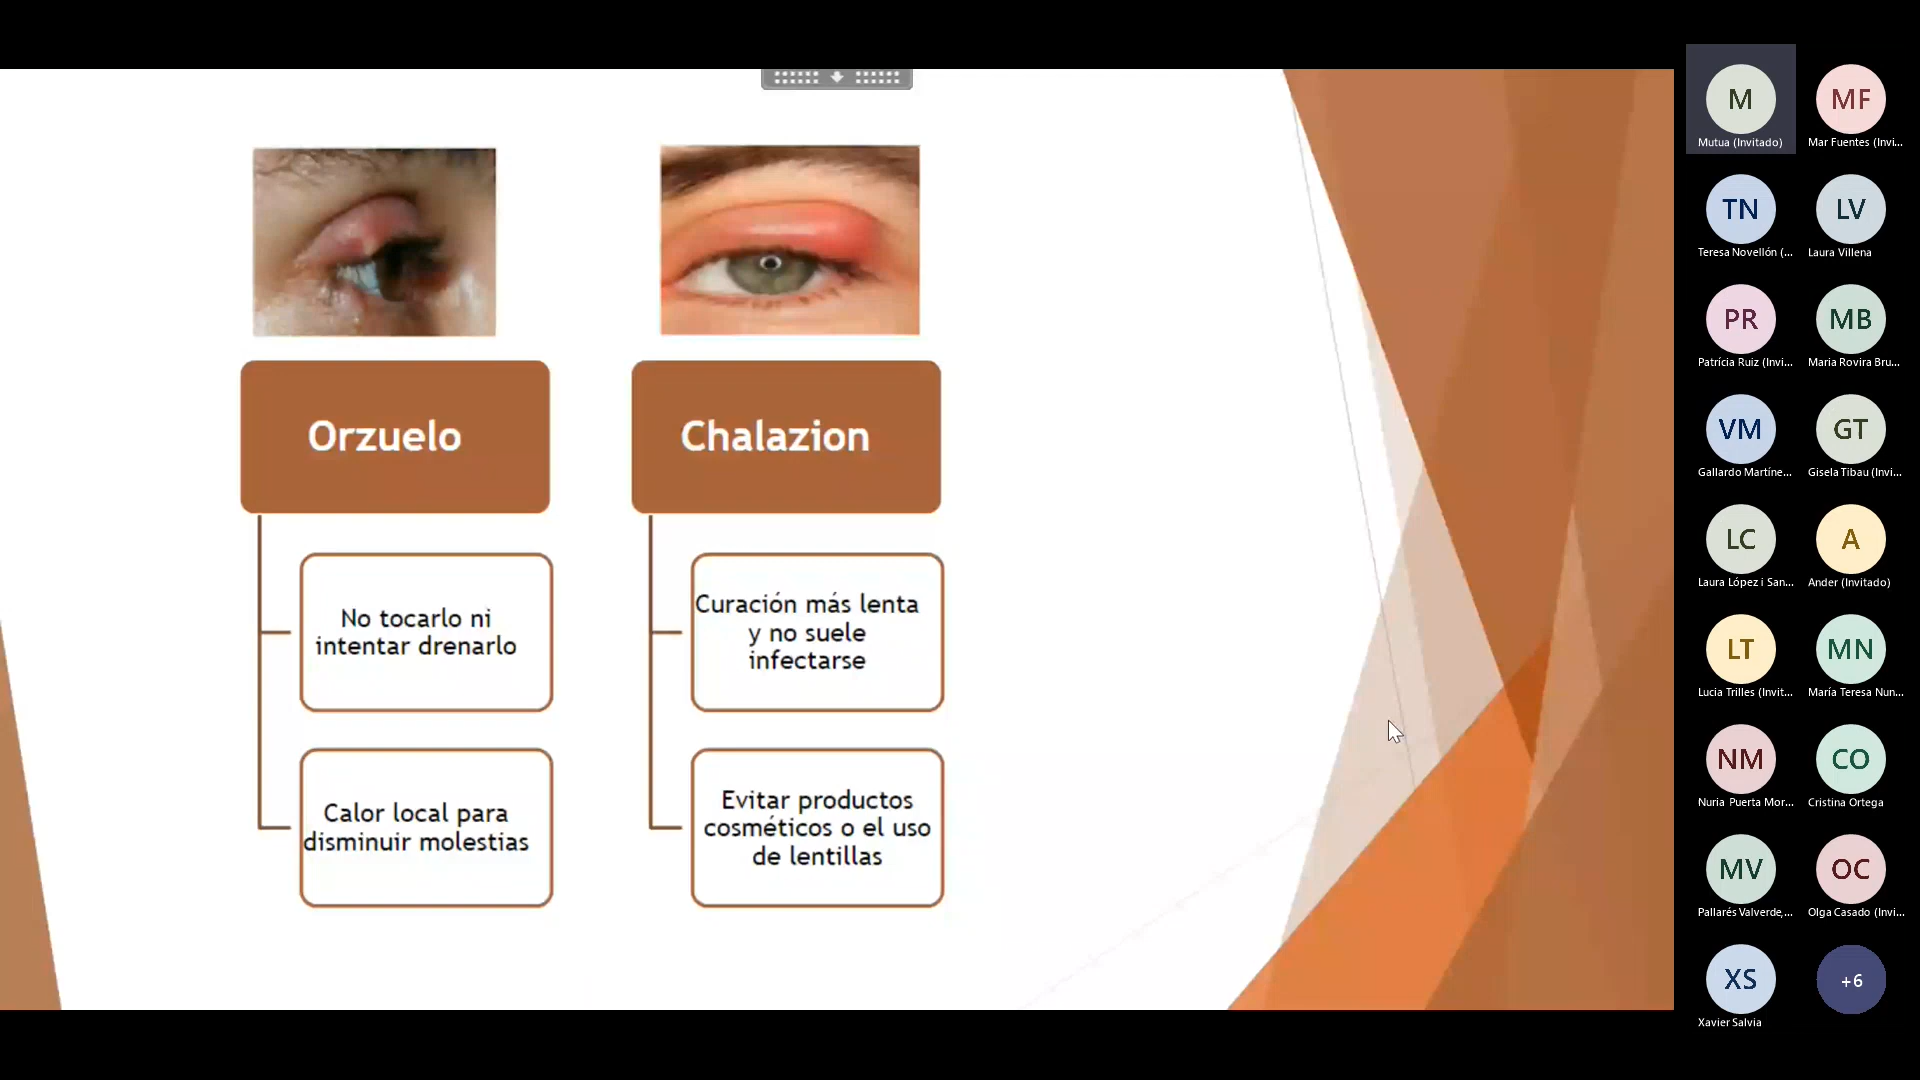 Orzuelo
No tocarlo ni
intentar drenarlo
Calor local para
disminuir molestias
Chalazion
Curación más lenta
y no suele
infectarse
Evitar productos
cosméticos o el uso
de lentillas
M
Mutua (Invitado)
MF
Mar Fuentes (Invi...
TN
Teresa Novellón (...
LV
Laura Villena
PR
Patrícia Ruiz (Invi...
MB
Maria Rovira Bru...
VM
Gallardo Martíne...
GT
Gisela Tibau (Invi...
LC
Laura López i San...
A
Ander (Invitado)
LT
Lucia Trilles (Invit...
MN
María Teresa Nun...
NM
Nuria Puerta Mor...
CO
Cristina Ortega
MV
Pallarés Valverde,...
OC
Olga Casado (Invi...
XS
Xavier Salvia
+6